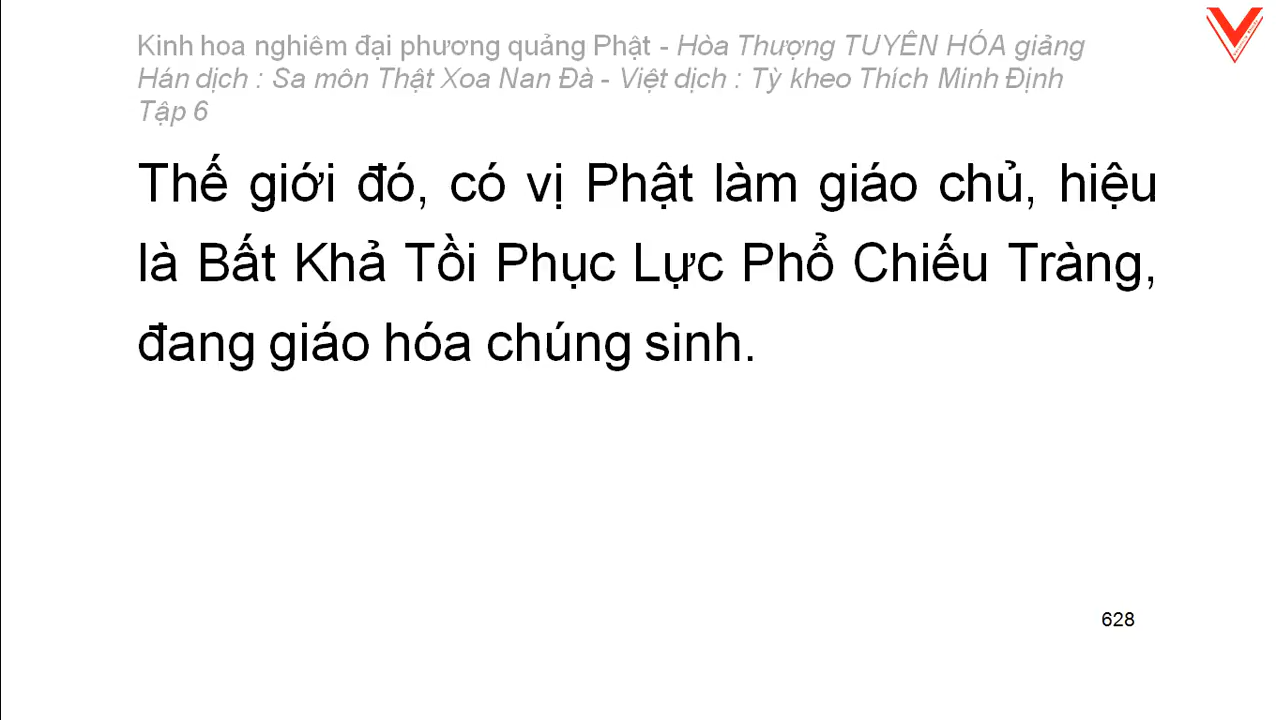 Kinh hoa nghiêm đại phương quảng Phật - Hòa Thượng TUYÊN HÓA giảng
Hán dịch : Sa môn Thật Xoa Nan Đà - Việt dịch : Tỳ kheo Thích Minh Định
Tập 6
Thế giới đó, có vị Phật làm giáo chủ, hiệu
là Bất Khả Tồi Phục Lực Phổ Chiếu Tràng,
đang giáo hóa chúng sinh.
628